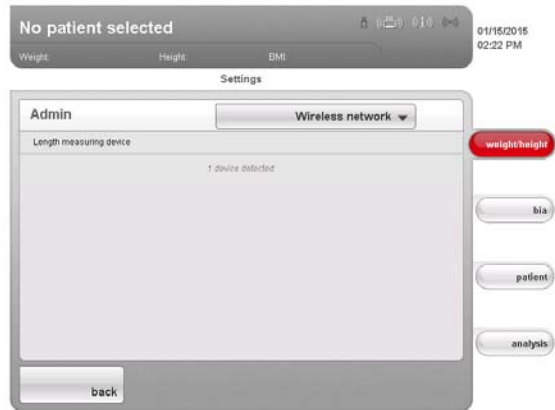 No patient selected
01/15/2015
02:22 PM
Weight: Height: BMI:
Settings
Admin
Wireless network
Length measuring device
1 device detected
weight/height
bia
patient
analysis
back